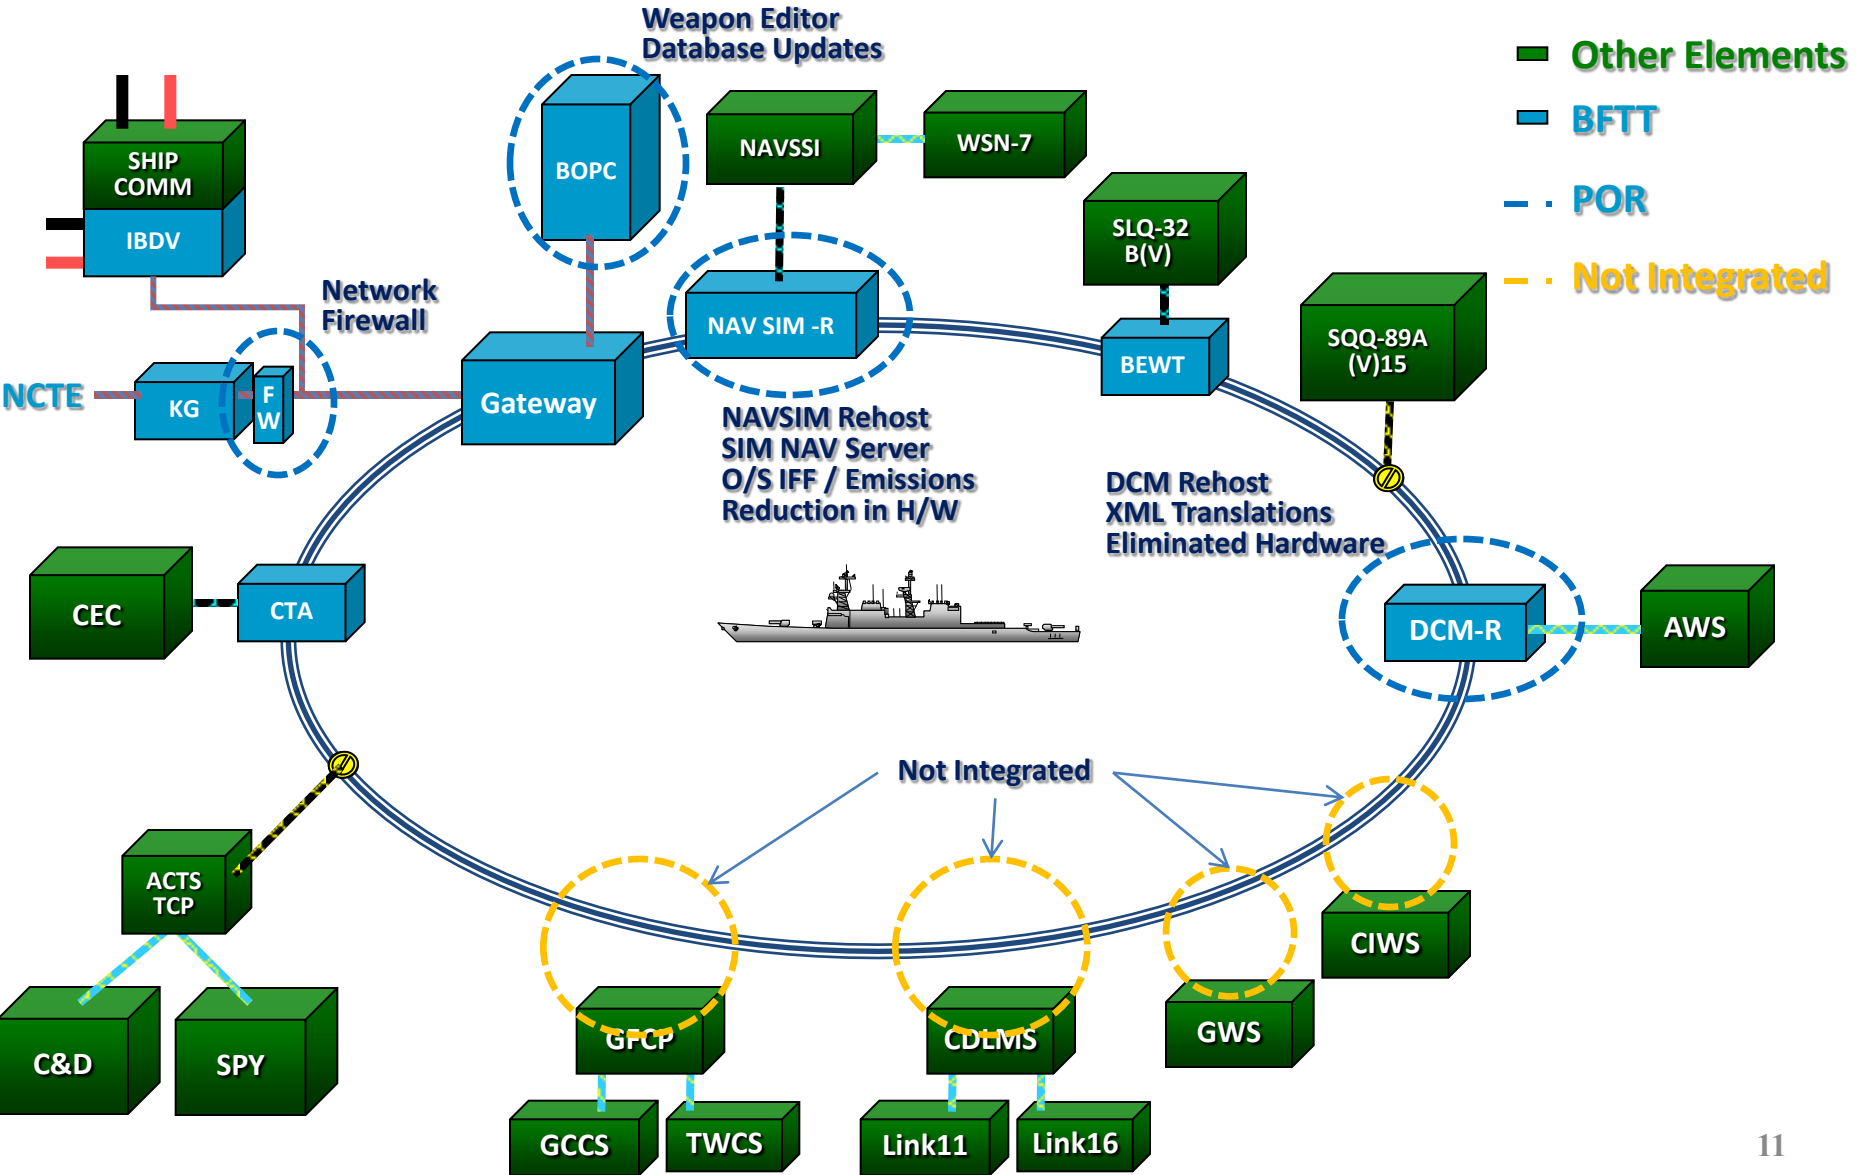 Weapon Editor
Database Updates
Other Elements
BFTT
POR
Not Integrated
SHIP
COMM
IBDV
BOPC
NAVSSI
WSN-7
SLQ-32
B(V)
SQQ-89A
(V)15
Network
Firewall
NAV SIM -R
BEWT
NCTE
KG
F
W
Gateway
NAVSIM Rehost
SIM NAV Server
O/S IFF / Emissions
Reduction in H/W
DCM Rehost
XML Translations
Eliminated Hardware
CEC
CTA
DCM-R
AWS
Not Integrated
ACTS
TCP
CIWS
C&D
SPY
GFCP
CDLMS
GWS
GCCS
TWCS
Link11
Link16
11